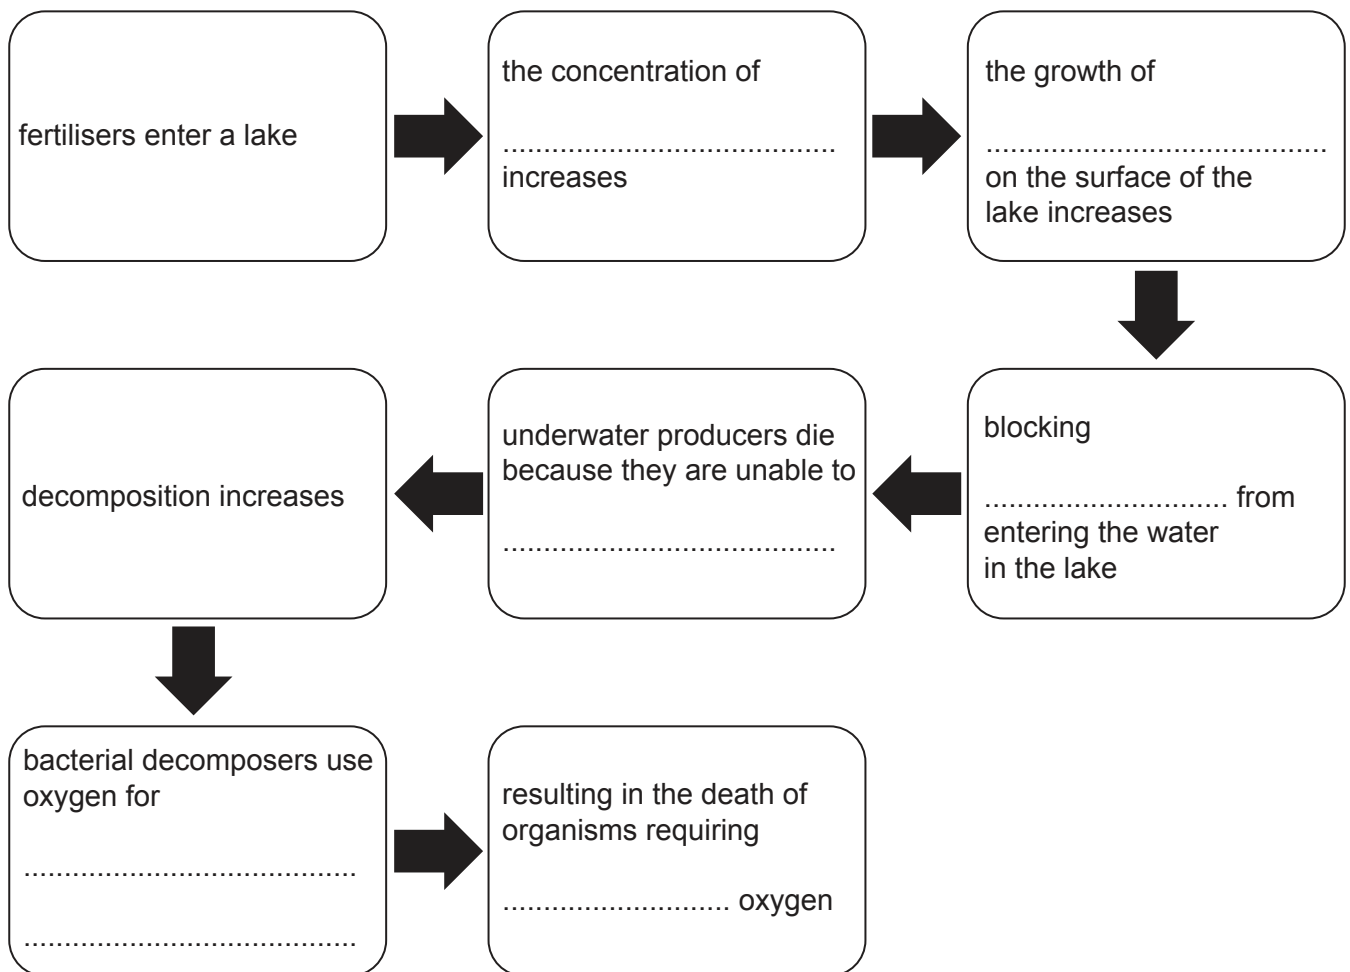 fertilisers enter a lake
the concentration of
........................................
increases
the growth of
.........................................
on the surface of the
lake increases
blocking
.............................. from
entering the water
in the lake
underwater producers die
because they are unable to
........................................
decomposition increases
bacterial decomposers use
oxygen for
........................................
........................................
resulting in the death of
organisms requiring
............................ oxygen